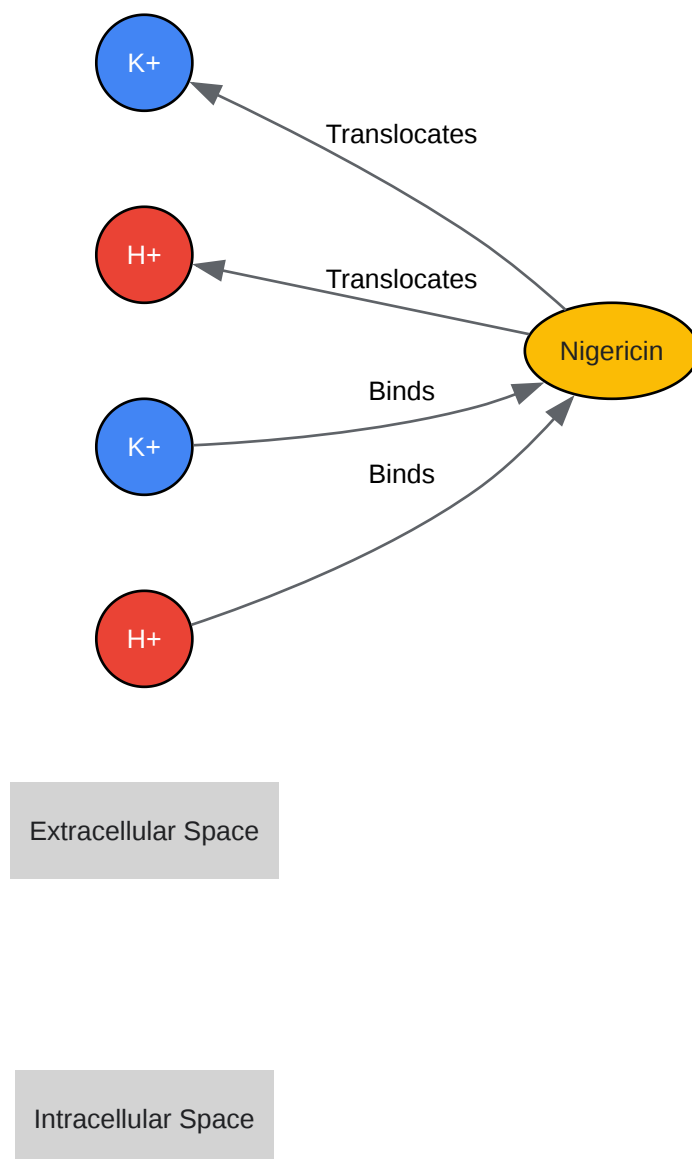 K+
Translocates
H+
Translocates
Nigericin
Binds
K+
Binds
H+
Extracellular Space
Intracellular Space